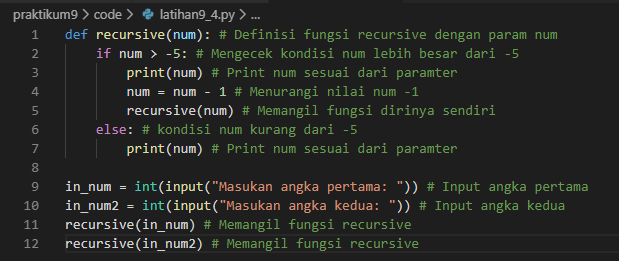 praktikum9 > code > latihan9_4.py > ...
1 def recursive(num): # Definisi fungsi recursive dengan param num
2     if num > -5: # Mengecek kondisi num lebih besar dari -5
3         print(num) # Print num sesuai dari paramter
4         num = num - 1 # Menurangi nilai num -1
5         recursive(num) # Memangil fungsi dirinya sendiri
6     else: # kondisi num kurang dari -5
7         print(num) # Print num sesuai dari paramter
8
9 in_num = int(input("Masukan angka pertama: ")) # Input angka pertama
10 in_num2 = int(input("Masukan angka kedua: ")) # Input angka kedua
11 recursive(in_num) # Memangil fungsi recursive
12 recursive(in_num2) # Memangil fungsi recursive